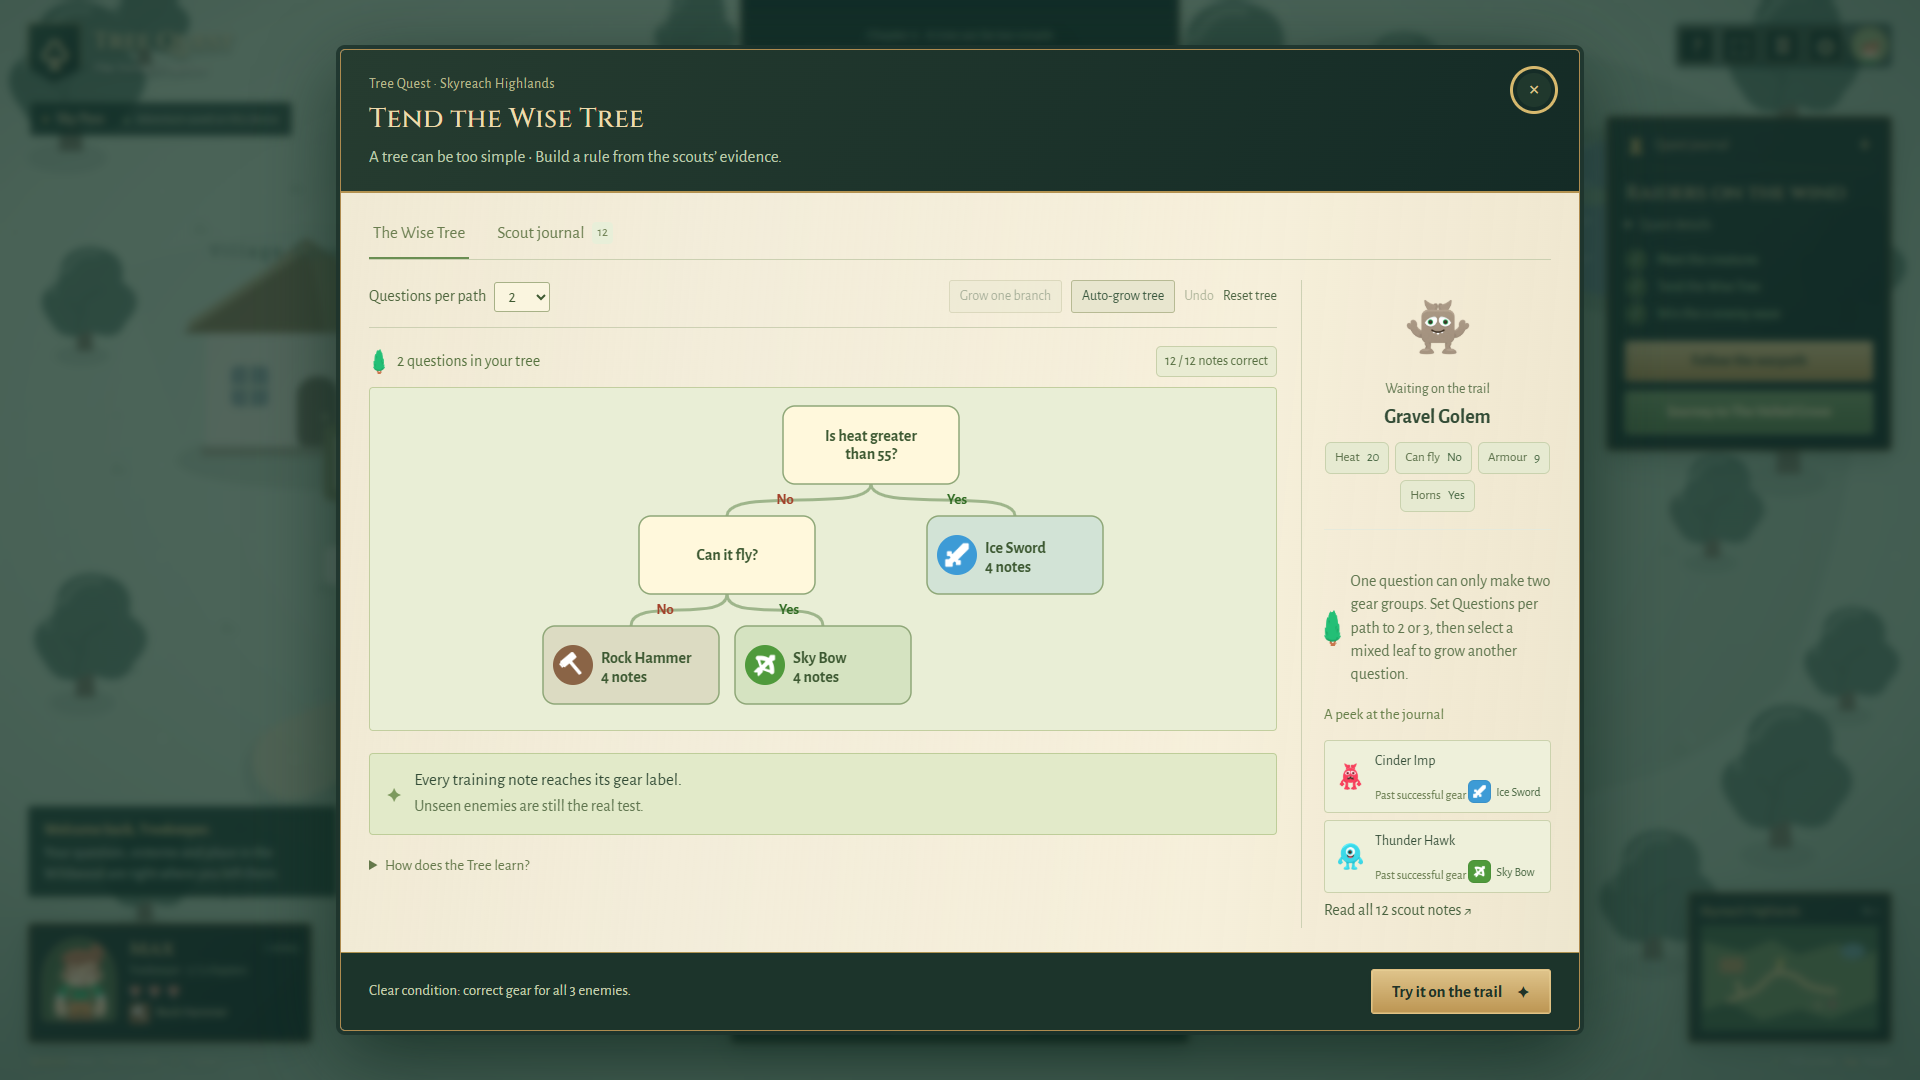 Tree Quest · Skyreach Highlands
Tend the Wise Tree
A tree can be too simple · Build a rule from the scouts’ evidence.
×
The Wise Tree
Scout journal 12
Questions per path 2
Grow one branch
Auto-grow tree
Undo
Reset tree
2 questions in your tree
12 / 12 notes correct
Is heat greater
than 55?
No
Yes
Can it fly?
Ice Sword
4 notes
No
Yes
Rock Hammer
4 notes
Sky Bow
4 notes
Every training note reaches its gear label.
Unseen enemies are still the real test.
How does the Tree learn?
Waiting on the trail
Gravel Golem
Heat 20
Can fly No
Armour 9
Horns Yes
One question can only make two
gear groups. Set Questions per
path to 2 or 3, then select a
mixed leaf to grow another
question.
A peek at the journal
Cinder Imp
Past successful gear Ice Sword
Thunder Hawk
Past successful gear Sky Bow
Read all 12 scout notes ↗
Clear condition: correct gear for all 3 enemies.
Try it on the trail